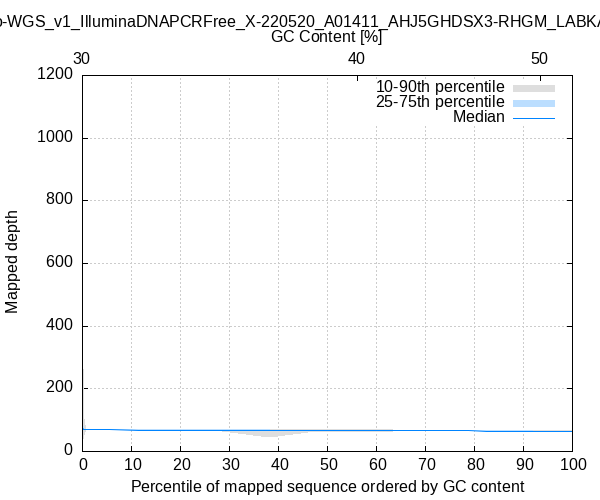 -WGS_v1_IlluminaDNAPCRFree_X-220520_A01411_AHJ5GHDSX3-RHGM_LABKA
GC Content [%]
30 40 50
1200
1000
800
600
400
200
0
Mapped depth
10-90th percentile
25-75th percentile
Median
0 10 20 30 40 50 60 70 80 90 100
Percentile of mapped sequence ordered by GC content